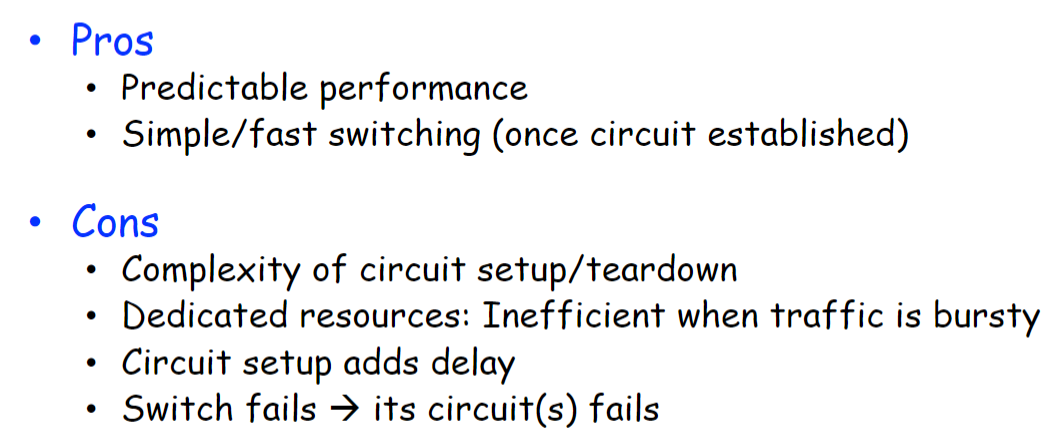 • Pros
• Predictable performance
• Simple/fast switching (once circuit established)
• Cons
• Complexity of circuit setup/teardown
• Dedicated resources: Inefficient when traffic is bursty
• Circuit setup adds delay
• Switch fails → its circuit(s) fails